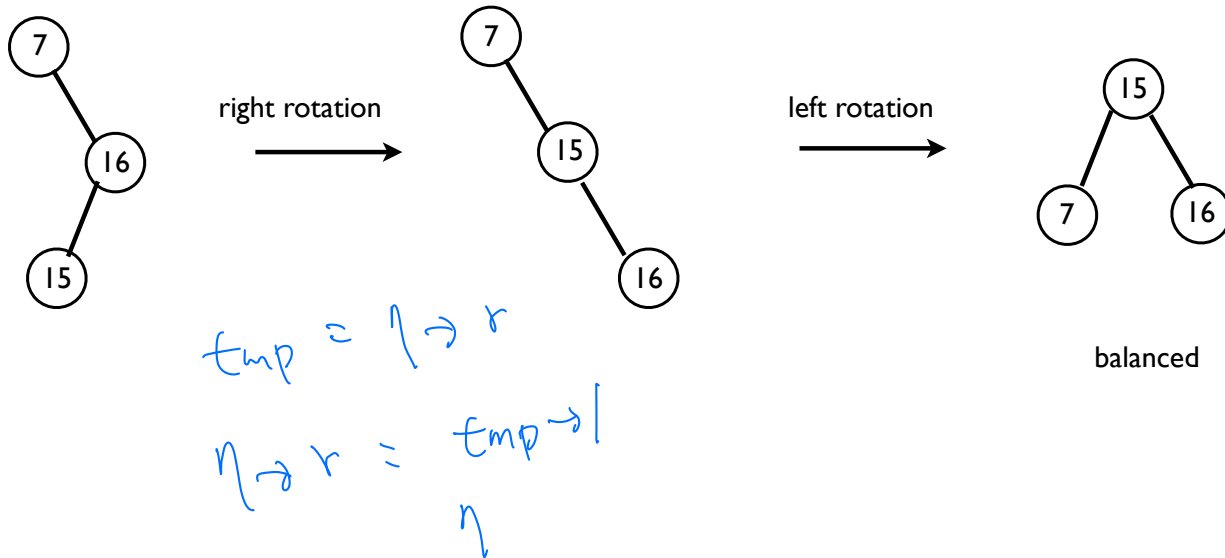 7
7
15
right rotation
left rotation
16
15
15
7
16
16
tmp = n → r
balanced
n → r = tmp → l
n